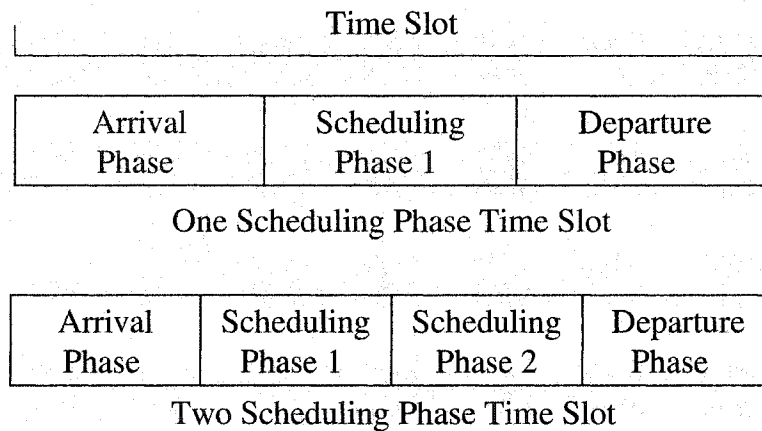 Time Slot
Arrival Scheduling Departure
Phase Phase 1 Phase
One Scheduling Phase Time Slot
Arrival Scheduling Scheduling Departure
Phase Phase 1 Phase 2 Phase
Two Scheduling Phase Time Slot